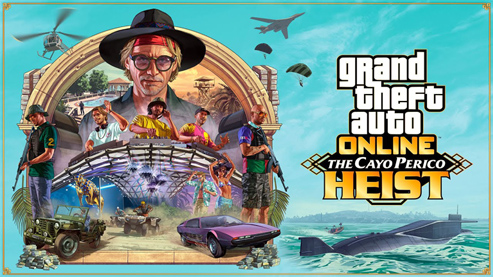 grand
theft
auto
ONLINE
THE CAYO PERICO
HEIST